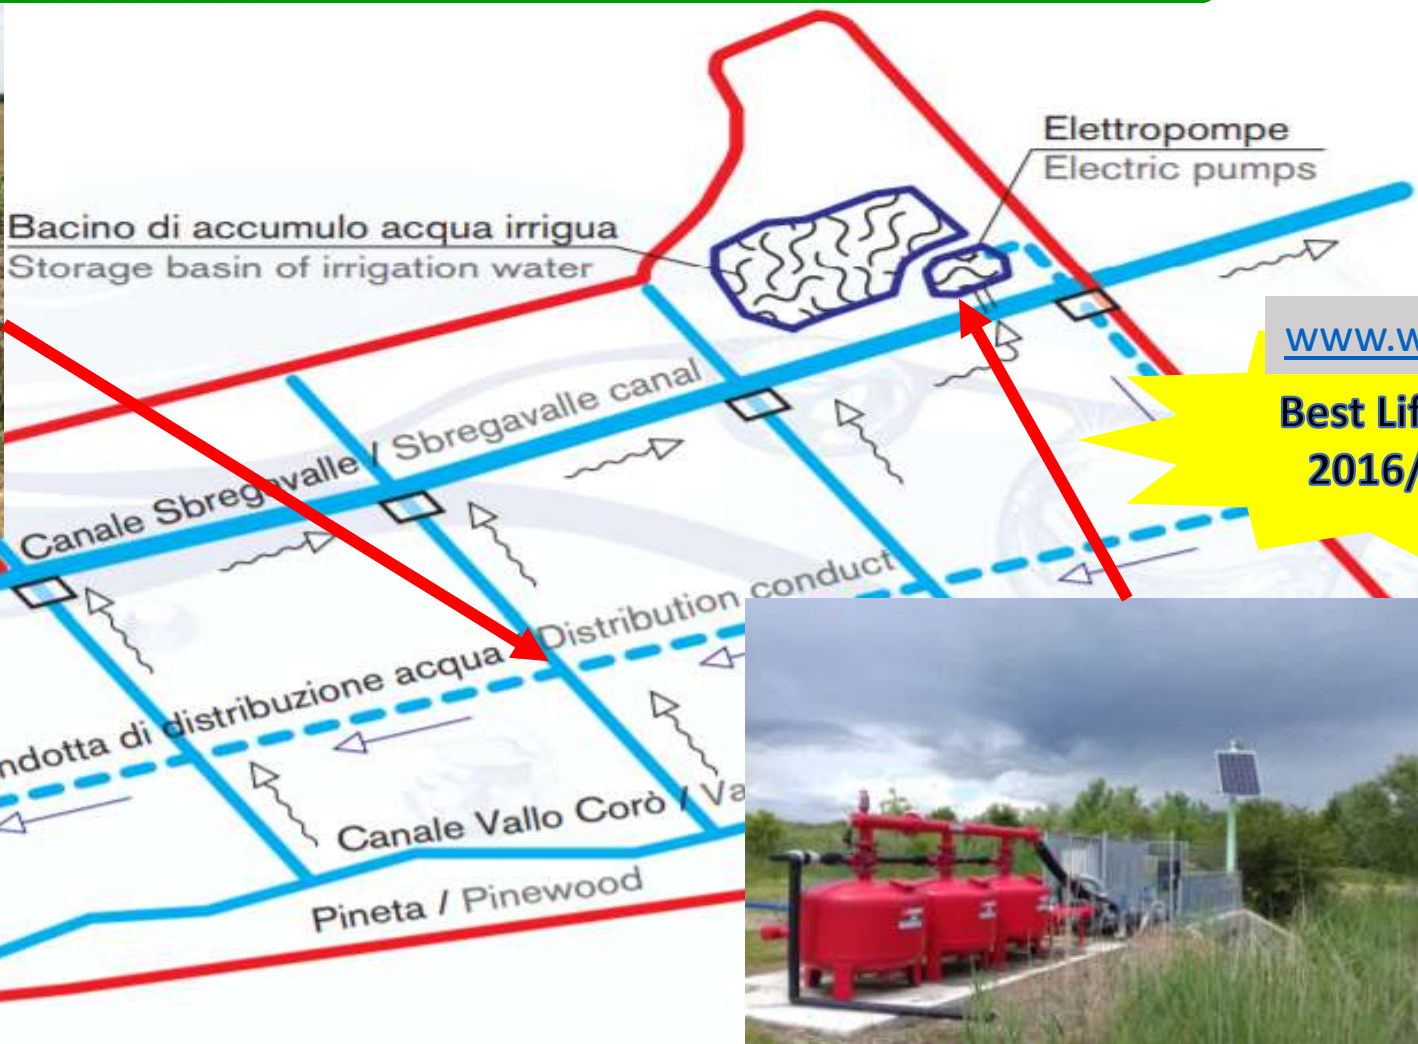 Elettropompe
Electric pumps
Bacino di accumulo acqua irrigua
Storage basin of irrigation water
www.w
Best Lif
2016/
Canale Sbregavalle / Sbregavalle canal
ndotta di distribuzione acqua Distribution conduct
Canale Vallo Corò / Va
Pineta / Pinewood